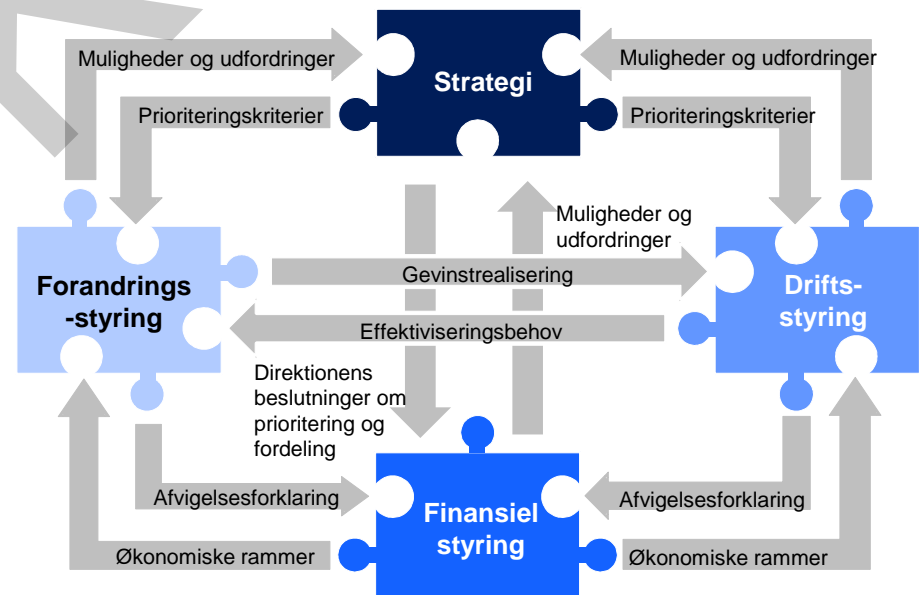 Muligheder og udfordringer
Strategi
Muligheder og udfordringer
Prioriteringskriterier
Prioriteringskriterier
Muligheder og
udfordringer
Forandrings
-styring
Gevinstrealisering
Drifts-
styring
Effektiviseringsbehov
Direktionens
beslutninger om
prioritering og
fordeling
Afvigelsesforklaring
Finansiel
styring
Afvigelsesforklaring
Økonomiske rammer
Økonomiske rammer